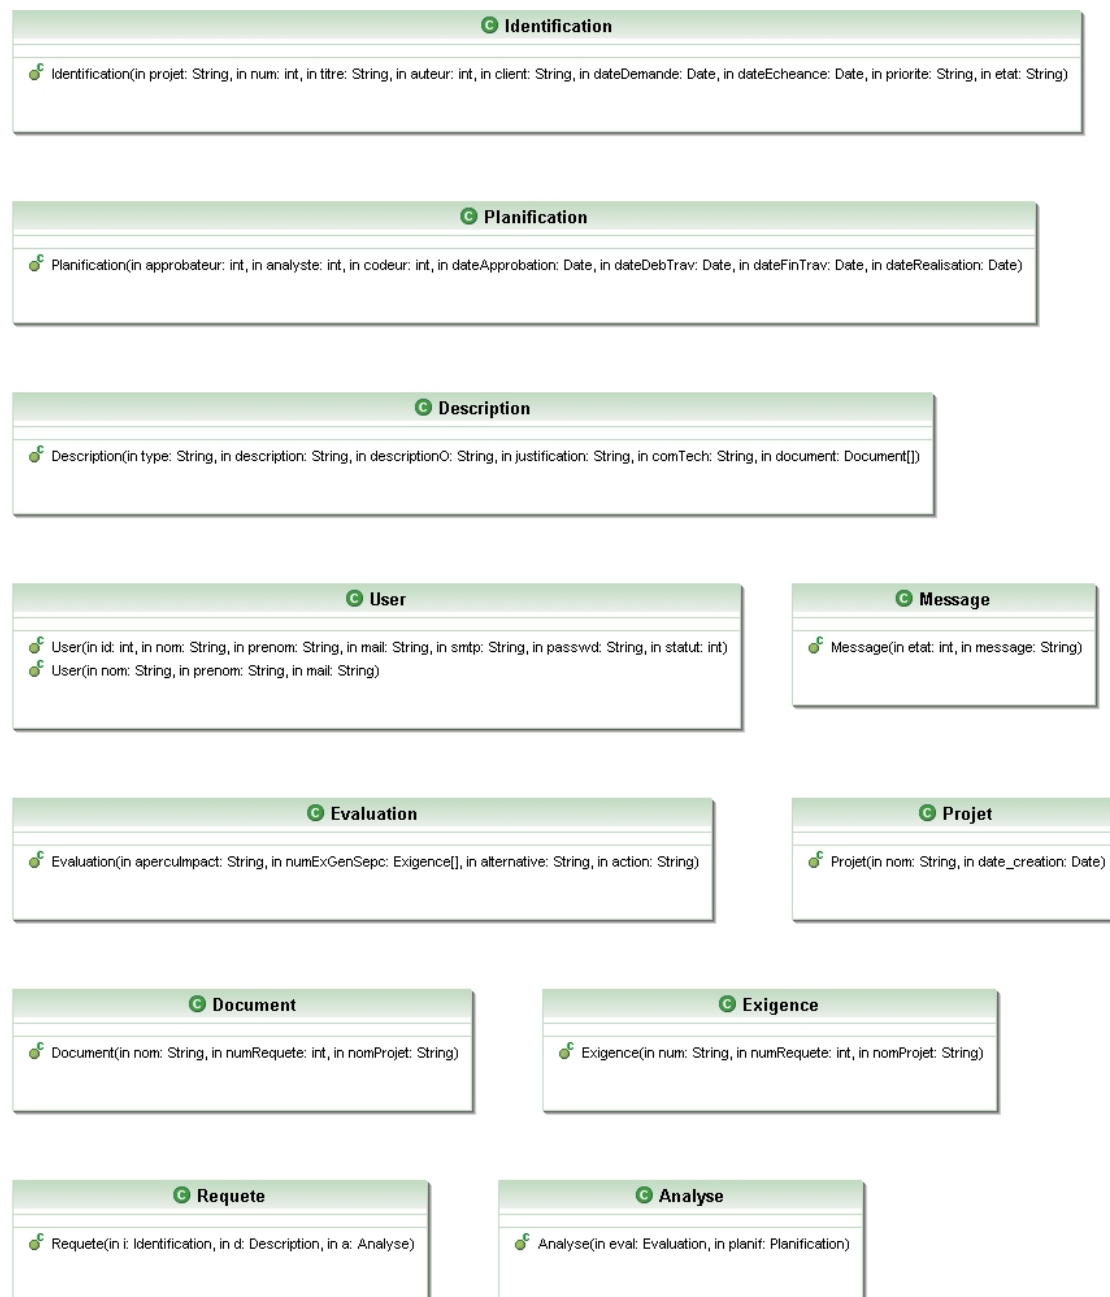 Identification
Identification(in projet: String, in num: int, in titre: String, in auteur: int, in client: String, in dateDemande: Date, in dateEcheance: Date, in priorite: String, in etat: String)
Planification
Planification(in approbateur: int, in analyste: int, in codeur: int, in dateApprobation: Date, in dateDebTrav: Date, in dateFinTrav: Date, in dateRealisation: Date)
Description
Description(in type: String, in description: String, in descriptionO: String, in justification: String, in comTech: String, in document: Document[])
User
User(in id: int, in nom: String, in prenom: String, in mail: String, in smtp: String, in passwd: String, in statut: int)
User(in nom: String, in prenom: String, in mail: String)
Message
Message(in etat: int, in message: String)
Evaluation
Evaluation(in apercuImpact: String, in numExGenSepc: Exigence[], in alternative: String, in action: String)
Projet
Projet(in nom: String, in date_creation: Date)
Document
Document(in nom: String, in numRequete: int, in nomProjet: String)
Exigence
Exigence(in num: String, in numRequete: int, in nomProjet: String)
Requete
Requete(in i: Identification, in d: Description, in a: Analyse)
Analyse
Analyse(in eval: Evaluation, in planif: Planification)